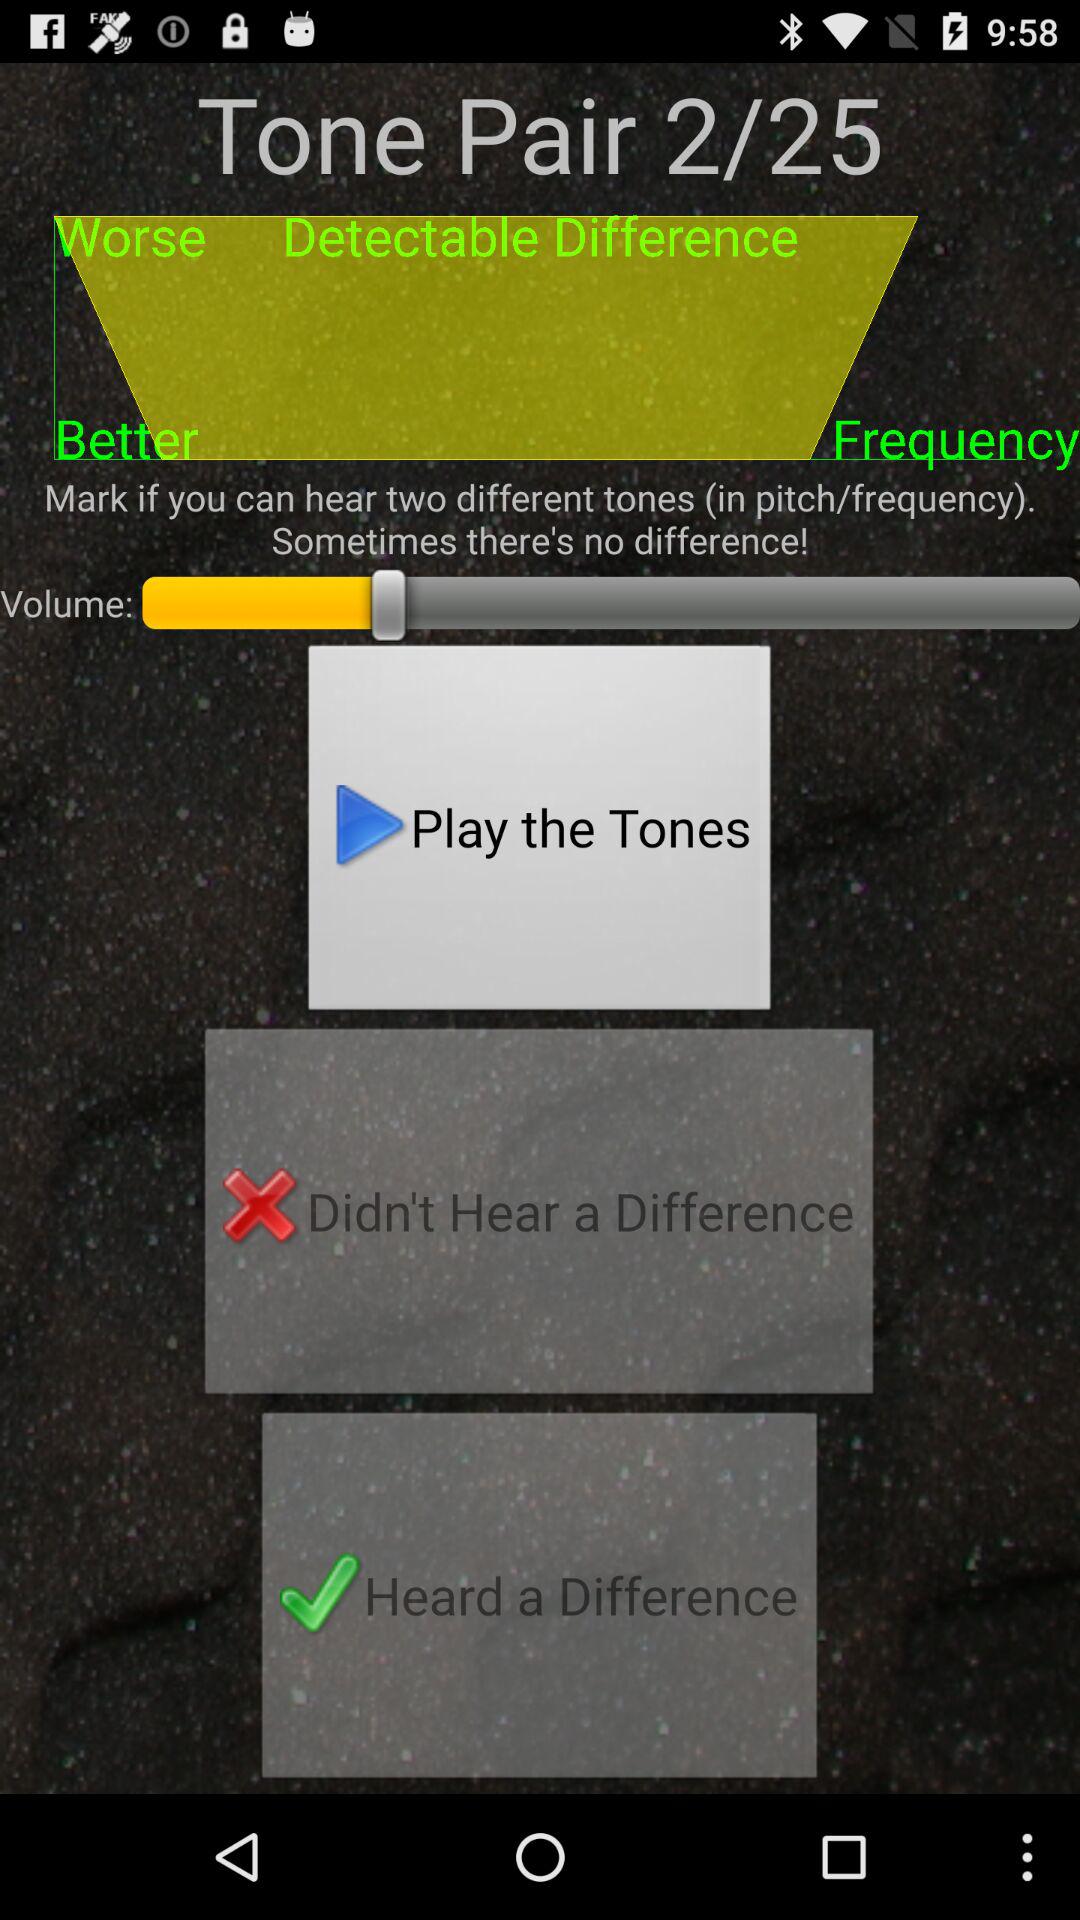 FAKE
9:58
Tone Pair 2/25
Worse Detectable Difference
Better Frequency
Mark if you can hear two different tones (in pitch/frequency).
Sometimes there's no difference!
Volume:
Play the Tones
Didn't Hear a Difference
Heard a Difference